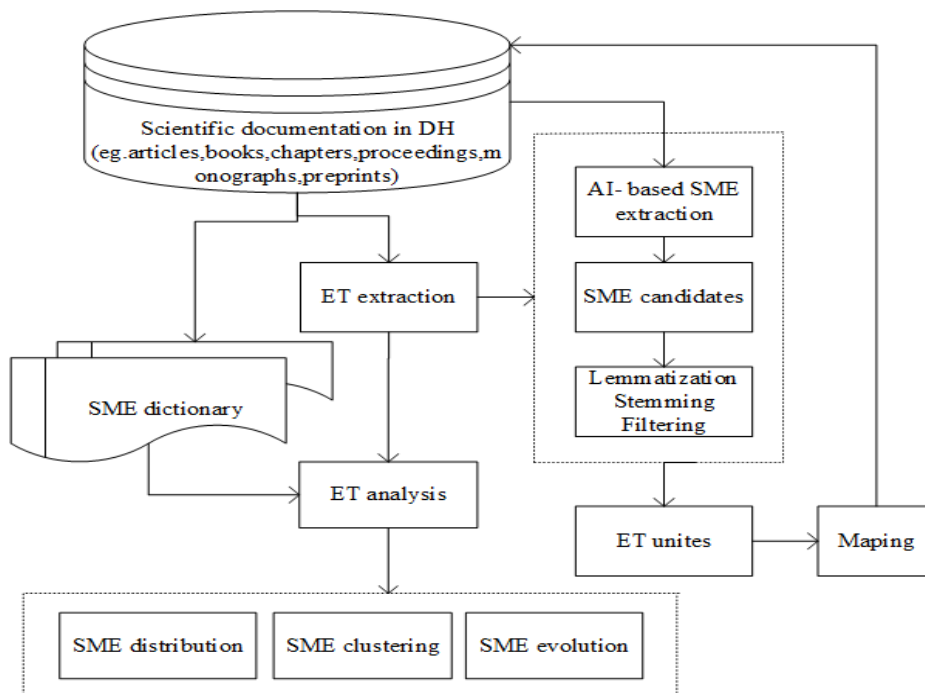 Scientific documentation in DH
(eg.articles,books,chapters,proceedings,m
onographs,preprints)
AI- based SME
extraction
ET extraction
SME candidates
Lemmatization
Stemming
Filtering
SME dictionary
ET analysis
ET unites
Maping
SME distribution
SME clustering
SME evolution